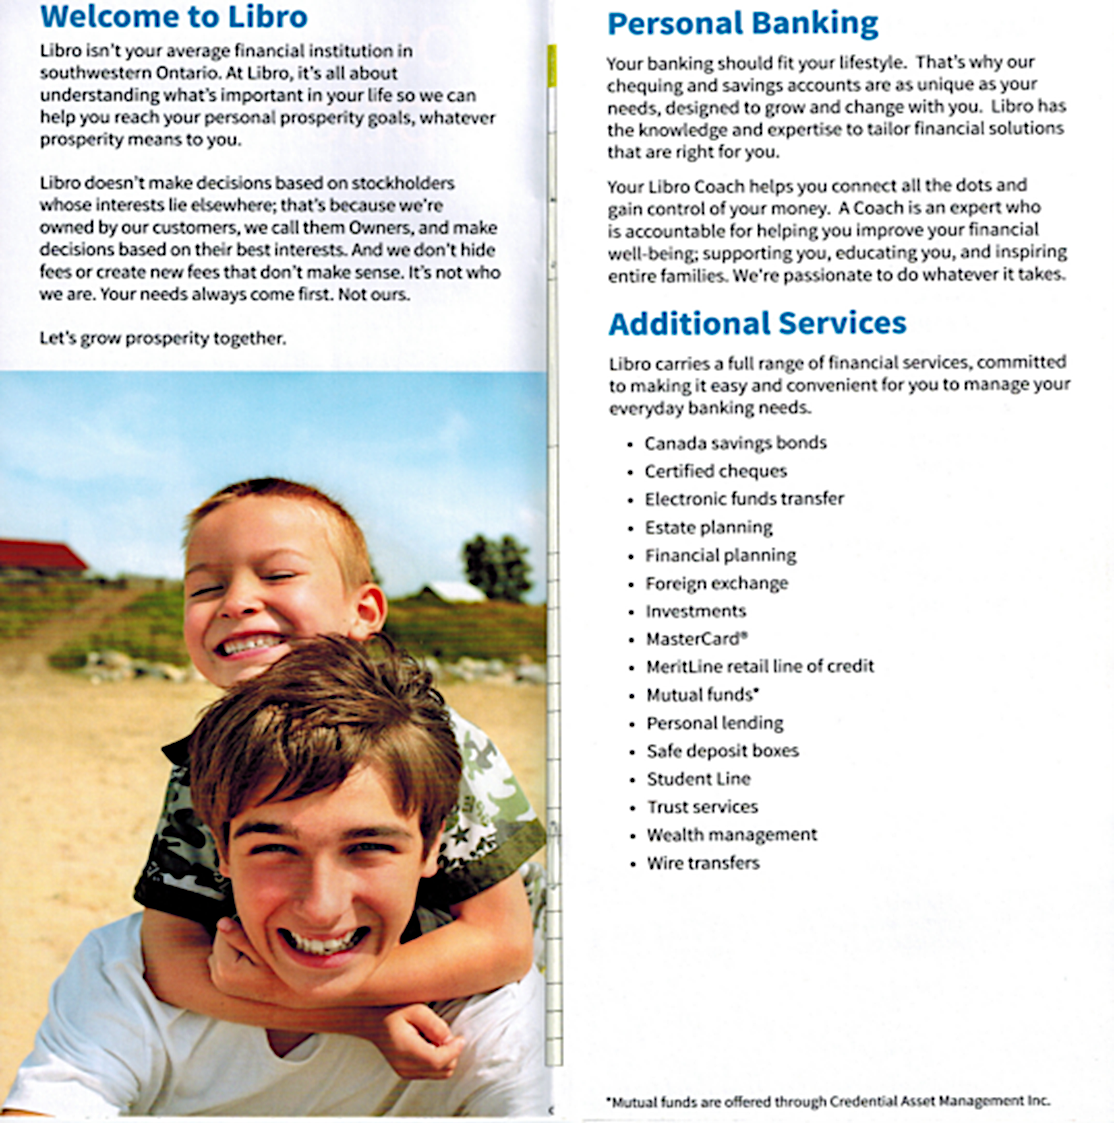 Welcome to Libro
Libro isn't your average financial institution in
southwestern Ontario. At Libro, it's all about
understanding what's important in your life so we can
help you reach your personal prosperity goals, whatever
prosperity means to you.
Libro doesn't make decisions based on stockholders
whose interests lie elsewhere; that's because we're
owned by our customers, we call them Owners, and make
decisions based on their best interests. And we don't hide
fees or create new fees that don't make sense. It's not who
we are. Your needs always come first. Not ours.
Let's grow prosperity together.
Personal Banking
Your banking should fit your lifestyle. That's why our
chequing and savings accounts are as unique as your
needs, designed to grow and change with you. Libro has
the knowledge and expertise to tailor financial solutions
that are right for you.
Your Libro Coach helps you connect all the dots and
gain control of your money. A Coach is an expert who
is accountable for helping you improve your financial
well-being; supporting you, educating you, and inspiring
entire families. We're passionate to do whatever it takes.
Additional Services
Libro carries a full range of financial services, committed
to making it easy and convenient for you to manage your
everyday banking needs.
• Canada savings bonds
• Certified cheques
• Electronic funds transfer
• Estate planning
• Financial planning
• Foreign exchange
• Investments
• MasterCard®
• MeritLine retail line of credit
• Mutual funds*
• Personal lending
• Safe deposit boxes
• Student Line
• Trust services
• Wealth management
• Wire transfers
*Mutual funds are offered through Credential Asset Management Inc.